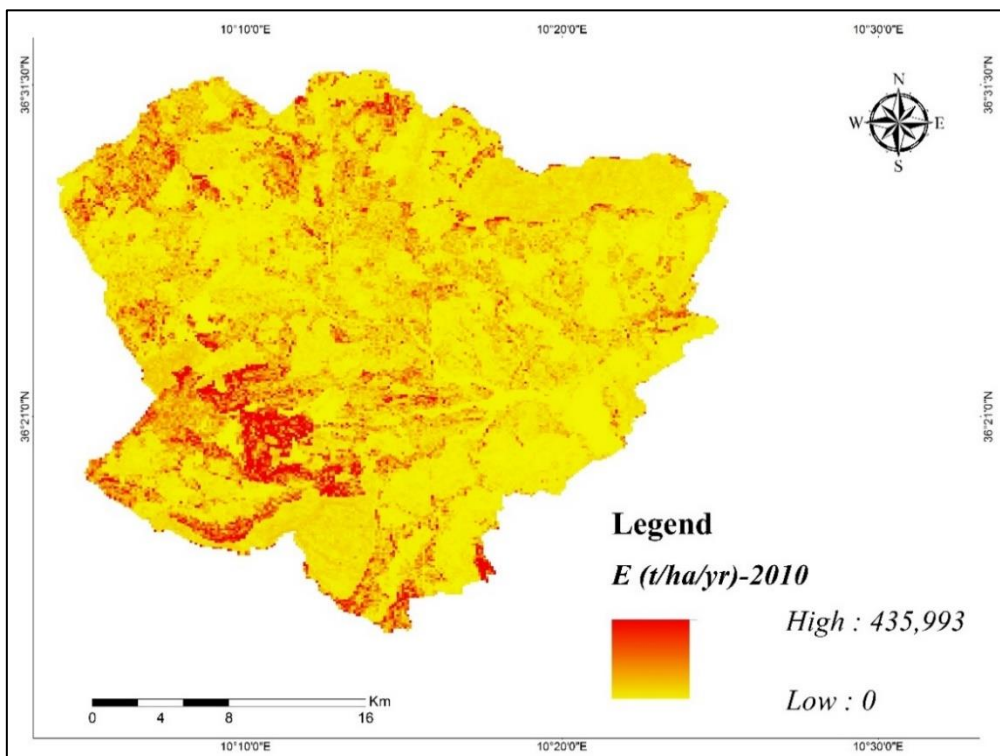 10°10'0"E 10°20'0"E 10°30'0"E
36°31'30"N 36°31'30"N
N
W E
S
36°21'0"N 36°21'0"N
Legend
E (t/ha/yr)-2010
High : 435,993
Low : 0
Km
0 4 8 16
10°10'0"E 10°20'0"E 10°30'0"E